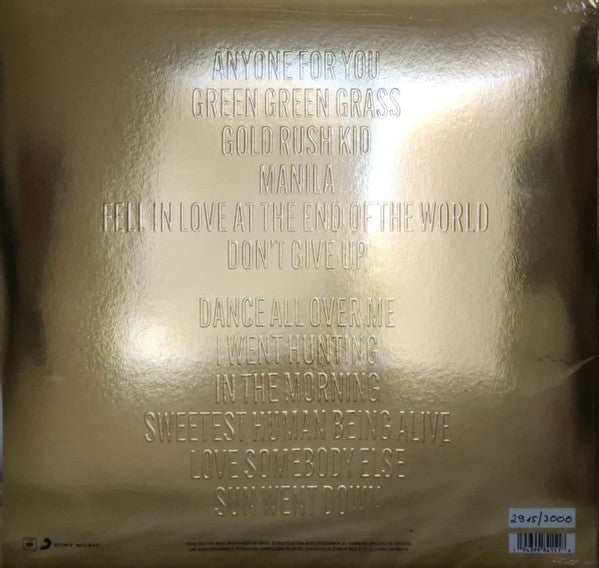 ANYONE FOR YOU
GREEN GREEN GRASS
GOLD RUSH KID
MANILA
FELL IN LOVE AT THE END OF THE WORLD
DON'T GIVE UP
DANCE ALL OVER ME
I WENT HUNTING
IN THE MORNING
SWEETEST HUMAN BEING ALIVE
LOVE SOMEBODY ELSE
SUN WENT DOWN
2915/3000
SONY MUSIC